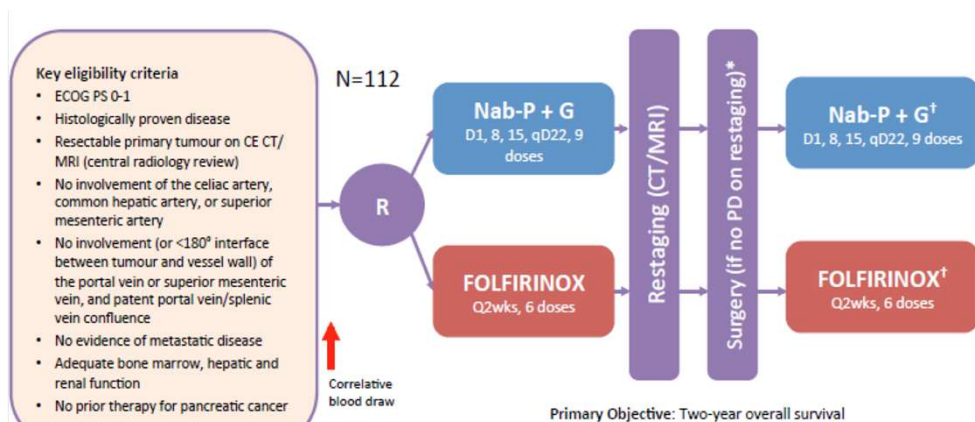 Key eligibility criteria
• ECOG PS 0-1
• Histologically proven disease
• Resectable primary tumour on CE CT/
MRI (central radiology review)
• No involvement of the celiac artery,
common hepatic artery, or superior
mesenteric artery
• No involvement (or <180° interface
between tumour and vessel wall) of
the portal vein or superior mesenteric
vein, and patent portal vein/splenic
vein confluence
• No evidence of metastatic disease
• Adequate bone marrow, hepatic and
renal function
• No prior therapy for pancreatic cancer
N=112
Correlative
blood draw
R
Nab-P + G
D1, 8, 15, qD22, 9
doses
FOLFIRINOX
Q2wks, 6 doses
Restaging (CT/MRI)
Surgery (if no PD on restaging)*
Nab-P + G†
D1, 8, 15, qD22, 9 doses
FOLFIRINOX†
Q2wks, 6 doses
Primary Objective: Two-year overall survival